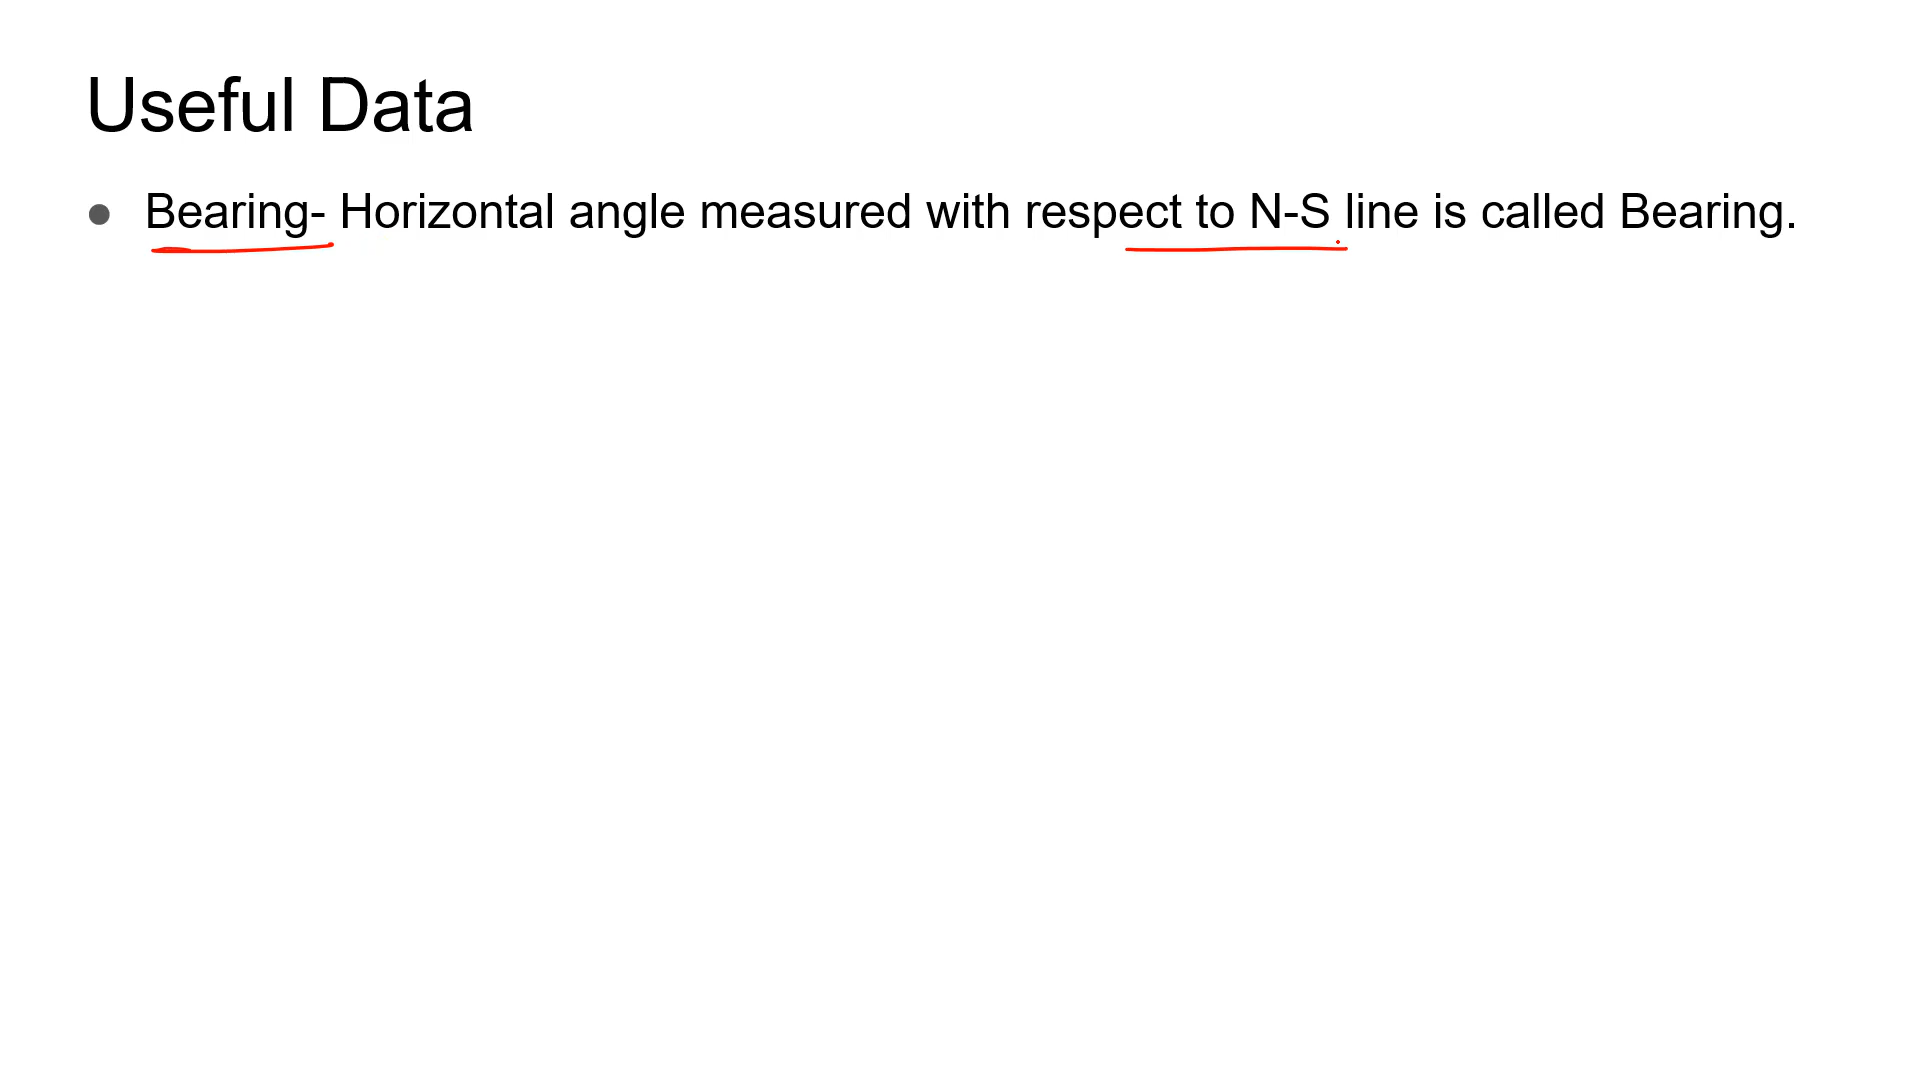 Useful Data
Bearing- Horizontal angle measured with respect to N-S line is called Bearing.